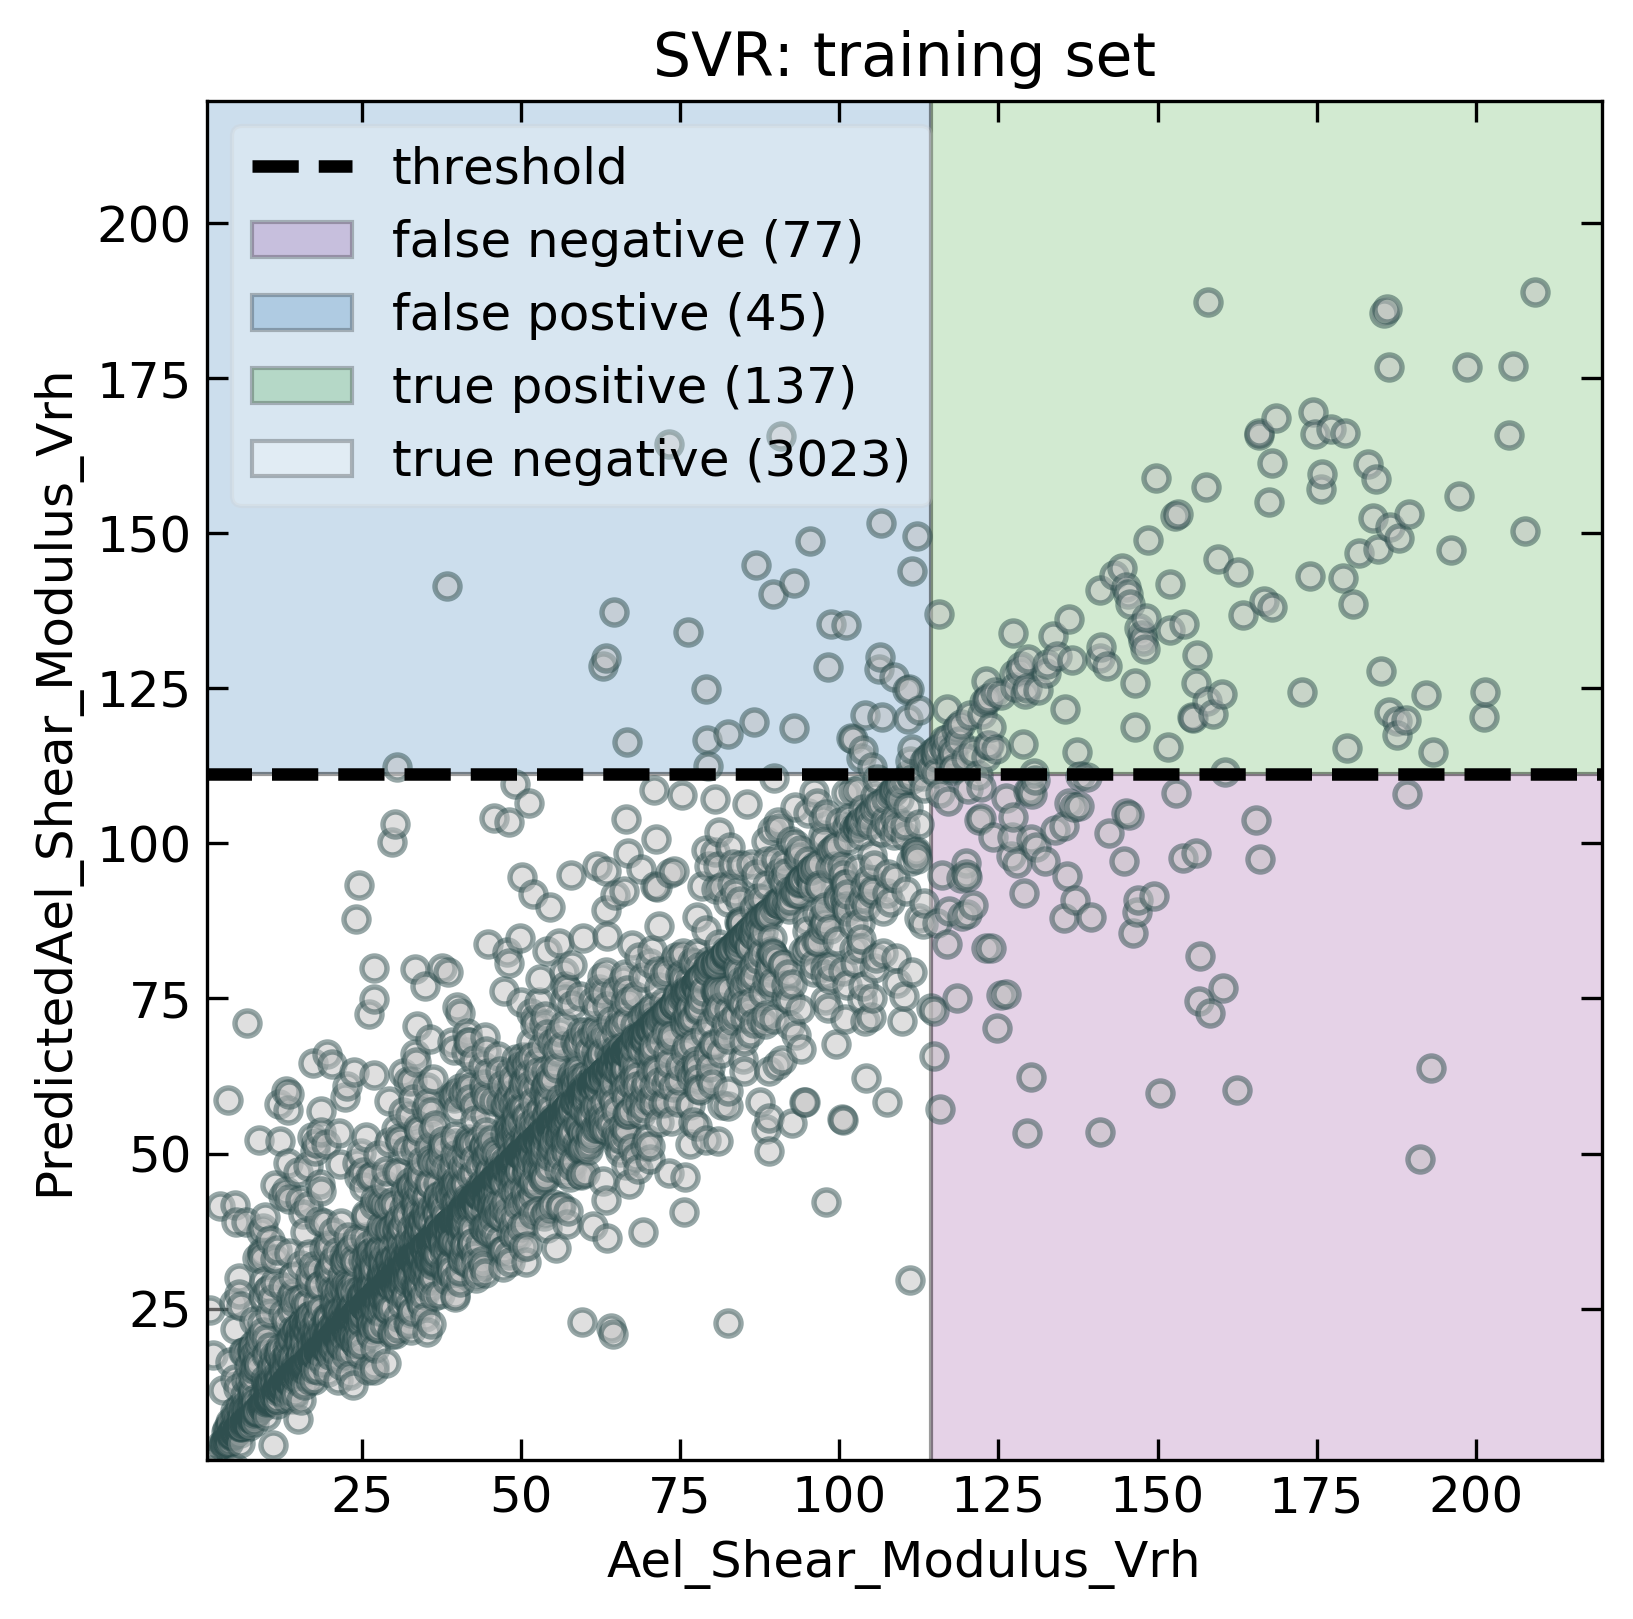 SVR: training set
threshold
false negative (77)
false postive (45)
true positive (137)
true negative (3023)
PredictedAel_Shear_Modulus_Vrh
200
175
150
125
100
75
50
25
25 50 75 100 125 150 175 200
Ael_Shear_Modulus_Vrh